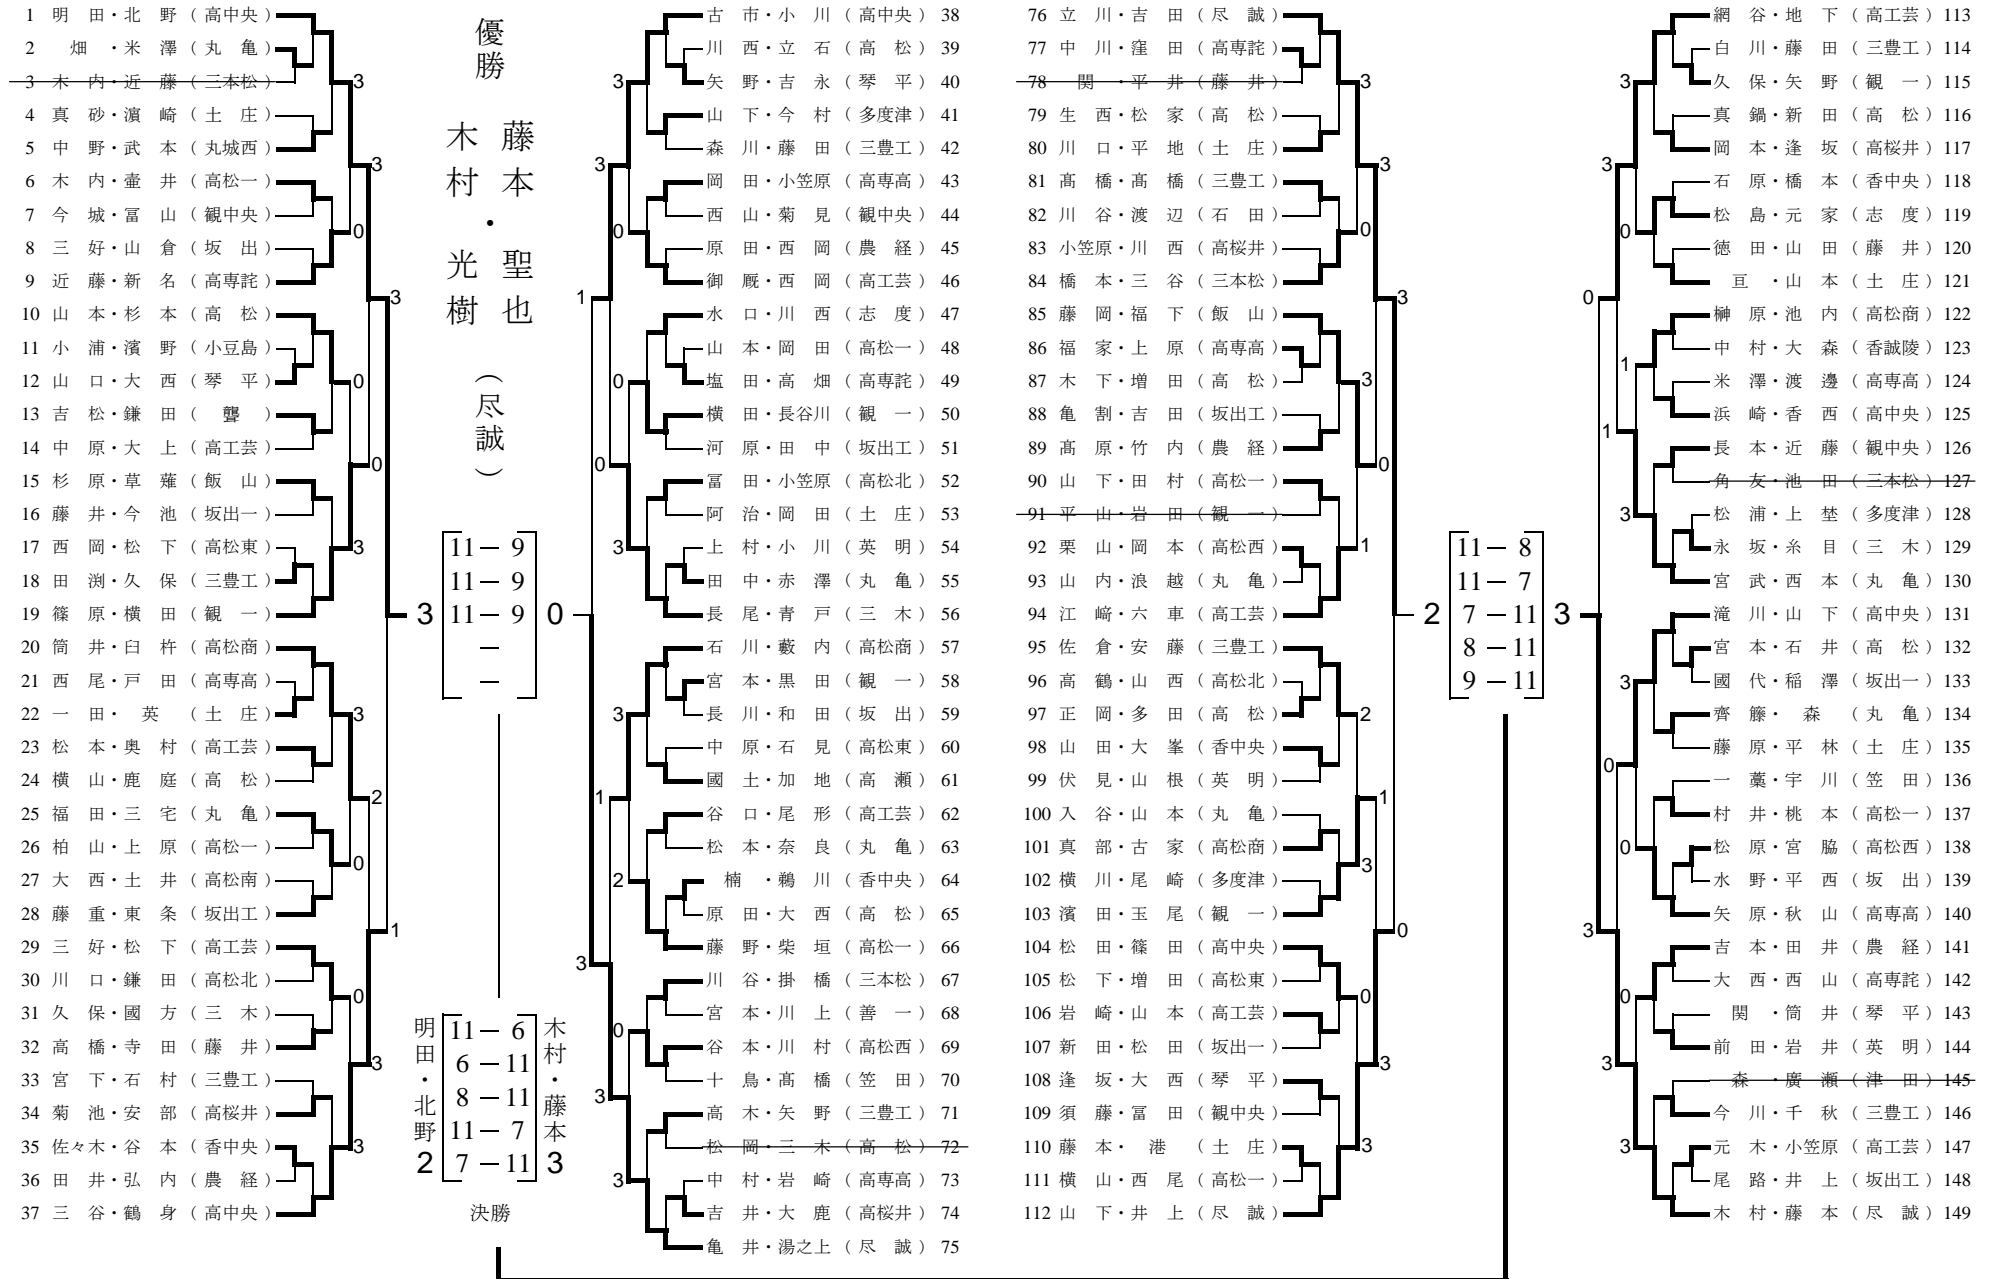 1 明田・北野（高中央）
2 畑・米澤（丸亀）
3 木内・近藤（三本松）
4 真砂・濵崎（土庄）
5 中野・武本（丸城西）
6 木内・壷井（高松一）
7 今城・冨山（観中央）
8 三好・山倉（坂出）
9 近藤・新名（高専詫）
10 山本・杉本（高松）
11 小浦・濱野（小豆島）
12 山口・大西（琴平）
13 吉松・鎌田（聾）
14 中原・大上（高工芸）
15 杉原・草薙（飯山）
16 藤井・今池（坂出一）
17 西岡・松下（高松東）
18 田渕・久保（三豊工）
19 篠原・横田（観一）
20 筒井・臼杵（高松商）
21 西尾・戸田（高専高）
22 一田・英（土庄）
23 松本・奥村（高工芸）
24 横山・鹿庭（高松）
25 福田・三宅（丸亀）
26 柏山・上原（高松一）
27 大西・土井（高松南）
28 藤重・東条（坂出工）
29 三好・松下（高工芸）
30 川口・鎌田（高松北）
31 久保・國方（三木）
32 高橋・寺田（藤井）
33 宮下・石村（三豊工）
34 菊池・安部（高桜井）
35 佐々木・谷本（香中央）
36 田井・弘内（農経）
37 三谷・鶴身（高中央）
3
3
0
3
0
0
3
3
2
0
1
0
3
3
優勝
藤本聖也
木村・光樹
（尽誠）
3
11－9
11－9
11－9
－
－
0
明田・北野
2
11－6
6－11
8－11
11－7
7－11
木村・藤本
3
決勝
古市・小川（高中央）38
川西・立石（高松）39
矢野・吉永（琴平）40
山下・今村（多度津）41
森川・藤田（三豊工）42
岡田・小笠原（高専高）43
西山・菊見（観中央）44
原田・西岡（農経）45
御厩・西岡（高工芸）46
水口・川西（志度）47
山本・岡田（高松一）48
塩田・高畑（高専詫）49
横田・長谷川（観一）50
河原・田中（坂出工）51
冨田・小笠原（高松北）52
阿治・岡田（土庄）53
上村・小川（英明）54
田中・赤澤（丸亀）55
長尾・青戸（三木）56
石川・藪内（高松商）57
宮本・黒田（観一）58
長川・和田（坂出）59
中原・石見（高松東）60
國土・加地（高瀬）61
谷口・尾形（高工芸）62
松本・奈良（丸亀）63
楠・鵜川（香中央）64
原田・大西（高松）65
藤野・柴垣（高松一）66
川谷・掛橋（三本松）67
宮本・川上（善一）68
谷本・川村（高松西）69
十鳥・髙橋（笠田）70
高木・矢野（三豊工）71
松岡・三木（高松）72
中村・岩崎（高専高）73
吉井・大鹿（高桜井）74
亀井・湯之上（尽誠）75
3
3
0
1
0
0
3
3
1
2
3
0
3
3
76 立川・吉田（尽誠）
77 中川・窪田（高専詫）
78 関・平井（藤井）
79 生西・松家（高松）
80 川口・平地（土庄）
81 髙橋・髙橋（三豊工）
82 川谷・渡辺（石田）
83 小笠原・川西（高桜井）
84 橋本・三谷（三本松）
85 藤岡・福下（飯山）
86 福家・上原（高専高）
87 木下・増田（高松）
88 亀割・吉田（坂出工）
89 髙原・竹内（農経）
90 山下・田村（高松一）
91 平山・岩田（観一）
92 栗山・岡本（高松西）
93 山内・浪越（丸亀）
94 江﨑・六車（高工芸）
95 佐倉・安藤（三豊工）
96 高鶴・山西（高松北）
97 正岡・多田（高松）
98 山田・大峯（香中央）
99 伏見・山根（英明）
100 入谷・山本（丸亀）
101 真部・古家（高松商）
102 横川・尾崎（多度津）
103 濱田・玉尾（観一）
104 松田・篠田（高中央）
105 松下・増田（高松東）
106 岩崎・山本（高工芸）
107 新田・松田（坂出一）
108 逢坂・大西（琴平）
109 須藤・冨田（観中央）
110 藤本・港（土庄）
111 横山・西尾（高松一）
112 山下・井上（尽誠）
3
3
0
3
3
0
1
2
1
3
0
0
3
3
2
11－8
11－7
7－11
8－11
9－11
3
網谷・地下（高工芸）113
白川・藤田（三豊工）114
久保・矢野（観一）115
真鍋・新田（高松）116
岡本・逢坂（高桜井）117
石原・橋本（香中央）118
松島・元家（志度）119
徳田・山田（藤井）120
亘・山本（土庄）121
榊原・池内（高松商）122
中村・大森（香誠陵）123
米澤・渡邊（高専高）124
浜崎・香西（高中央）125
長本・近藤（観中央）126
角友・池田（三本松）127
松浦・上埜（多度津）128
永坂・糸目（三木）129
宮武・西本（丸亀）130
滝川・山下（高中央）131
宮本・石井（高松）132
國代・稲澤（坂出一）133
齊籐・森（丸亀）134
藤原・平林（土庄）135
一藁・宇川（笠田）136
村井・桃本（高松一）137
松原・宮脇（高松西）138
水野・平西（坂出）139
矢原・秋山（高専高）140
吉本・田井（農経）141
大西・西山（高専詫）142
関・筒井（琴平）143
前田・岩井（英明）144
森・廣瀬（津田）145
今川・千秋（三豊工）146
元木・小笠原（高工芸）147
尾路・井上（坂出工）148
木村・藤本（尽誠）149
3
3
0
0
1
1
3
3
0
0
3
0
3
3